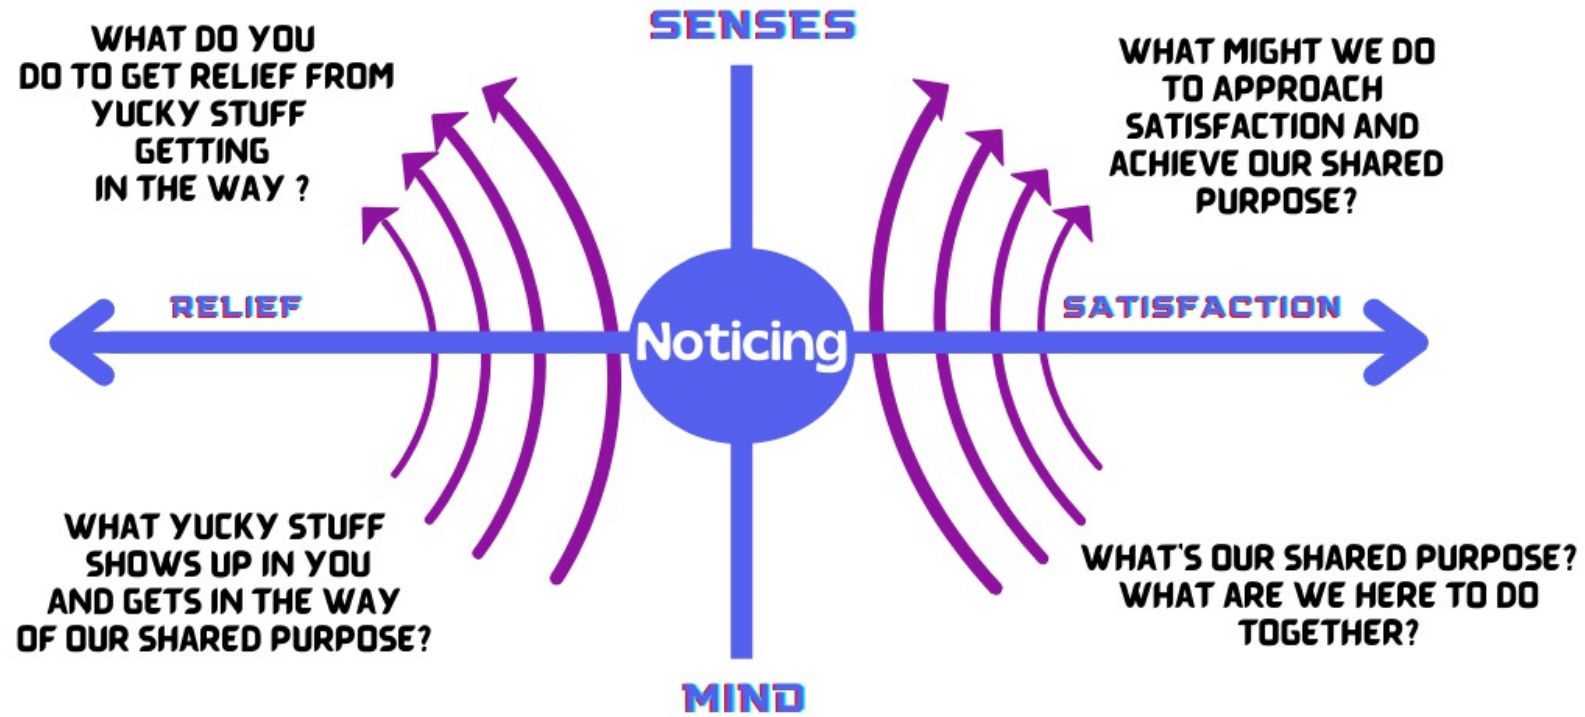 SENSES
WHAT DO YOU
DO TO GET RELIEF FROM
YUCKY STUFF
GETTING
IN THE WAY ?
WHAT MIGHT WE DO
TO APPROACH
SATISFACTION AND
ACHIEVE OUR SHARED
PURPOSE?
RELIEF
Noticing
SATISFACTION
WHAT YUCKY STUFF
SHOWS UP IN YOU
AND GETS IN THE WAY
OF OUR SHARED PURPOSE?
WHAT'S OUR SHARED PURPOSE?
WHAT ARE WE HERE TO DO
TOGETHER?
MIND